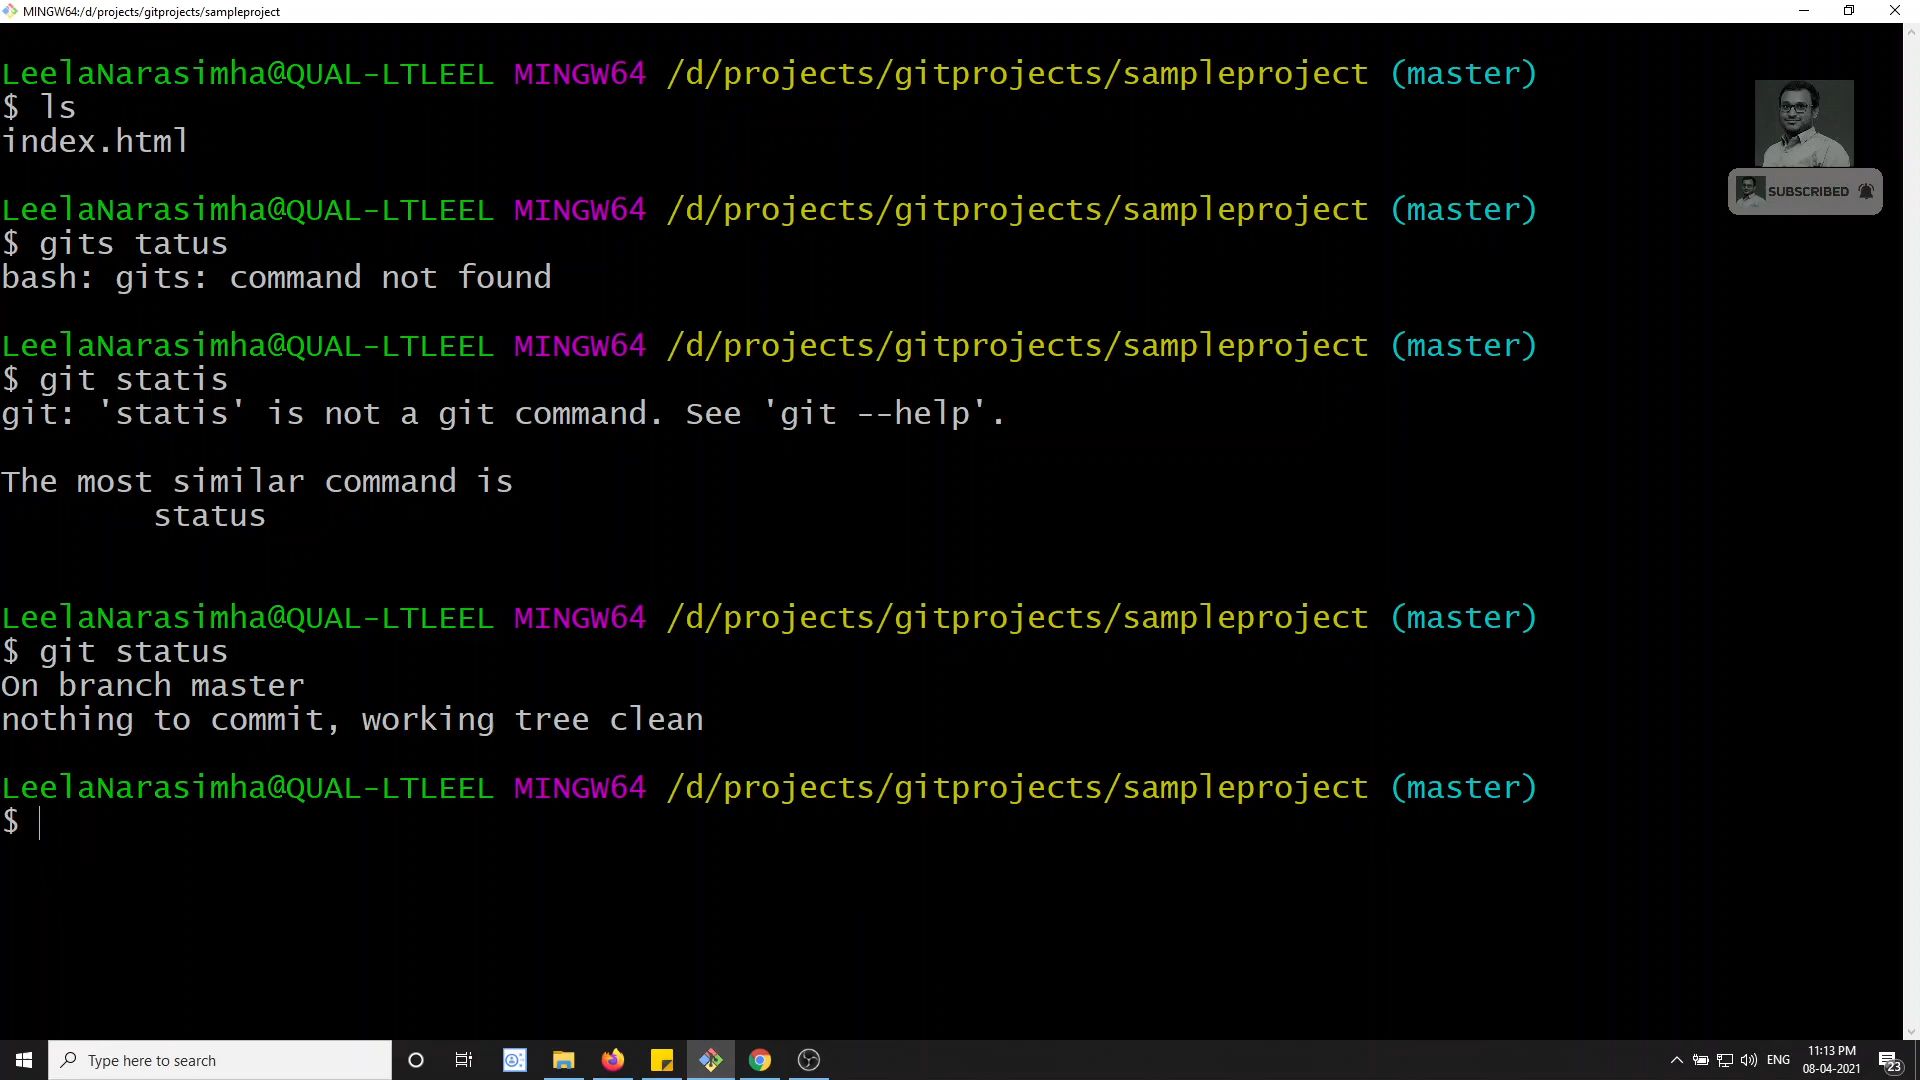 MINGW64:/d/projects/gitprojects/sampleproject
LeelaNarasimha@QUAL-LTLEEL MINGW64 /d/projects/gitprojects/sampleproject (master)
$ ls
index.html
LeelaNarasimha@QUAL-LTLEEL MINGW64 /d/projects/gitprojects/sampleproject (master)
$ gits tatus
bash: gits: command not found
LeelaNarasimha@QUAL-LTLEEL MINGW64 /d/projects/gitprojects/sampleproject (master)
$ git statis
git: 'statis' is not a git command. See 'git --help'.
The most similar command is
status
LeelaNarasimha@QUAL-LTLEEL MINGW64 /d/projects/gitprojects/sampleproject (master)
$ git status
On branch master
nothing to commit, working tree clean
LeelaNarasimha@QUAL-LTLEEL MINGW64 /d/projects/gitprojects/sampleproject (master)
$
SUBSCRIBED
Type here to search
ENG
11:13 PM
08-04-2021
23